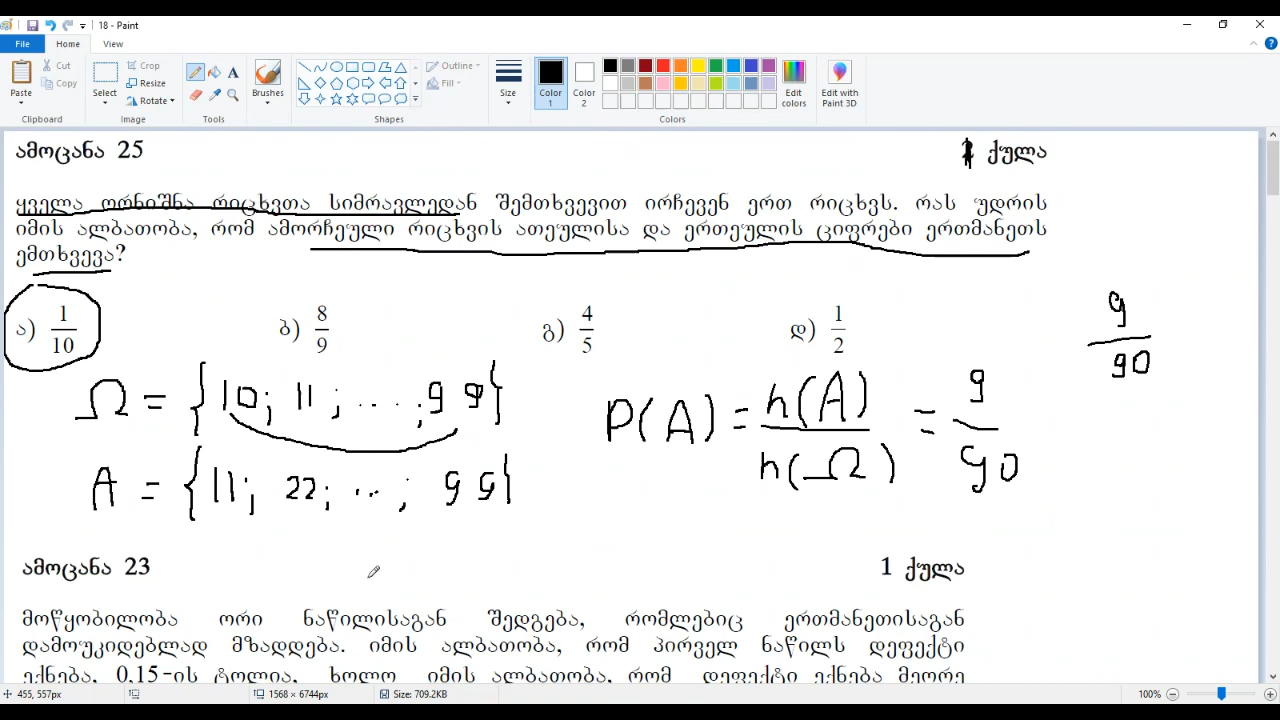 18 - Paint
File Home View
Paste Cut Copy Clipboard
Select Crop Resize Rotate Image
Tools
Brushes
Shapes
Outline Fill
Size
Color 1 Color 2 Edit colors Colors
Edit with Paint 3D
ამოცანა 25 1 ქულა
ყველა ორნიშნა რიცხვთა სიმრავლედან შემთხვევით ირჩევენ ერთ რიცხვს. რას უდრის
იმის ალბათობა, რომ ამორჩეული რიცხვის ათეულისა და ერთეულის ციფრები ერთმანეთს
ემთხვევა?
ა) 1/10 ბ) 8/9 გ) 4/5 დ) 1/2
9/90
Ω = {10; 11; ...; 99}
P(A) = n(A)/n(Ω) = 9/90
A = {11; 22; ...; 99}
ამოცანა 23 1 ქულა
მოწყობილობა ორი ნაწილისაგან შედგება, რომლებიც ერთმანეთისაგან
დამოუკიდებლად მზადდება. იმის ალბათობა, რომ პირველ ნაწილს დეფექტი
ექნება, 0,15-ის ტოლია, ხოლო იმის ალბათობა, რომ დეფექტი ექნება მეორე
455, 557px 1568 × 6744px Size: 709.2KB 100%